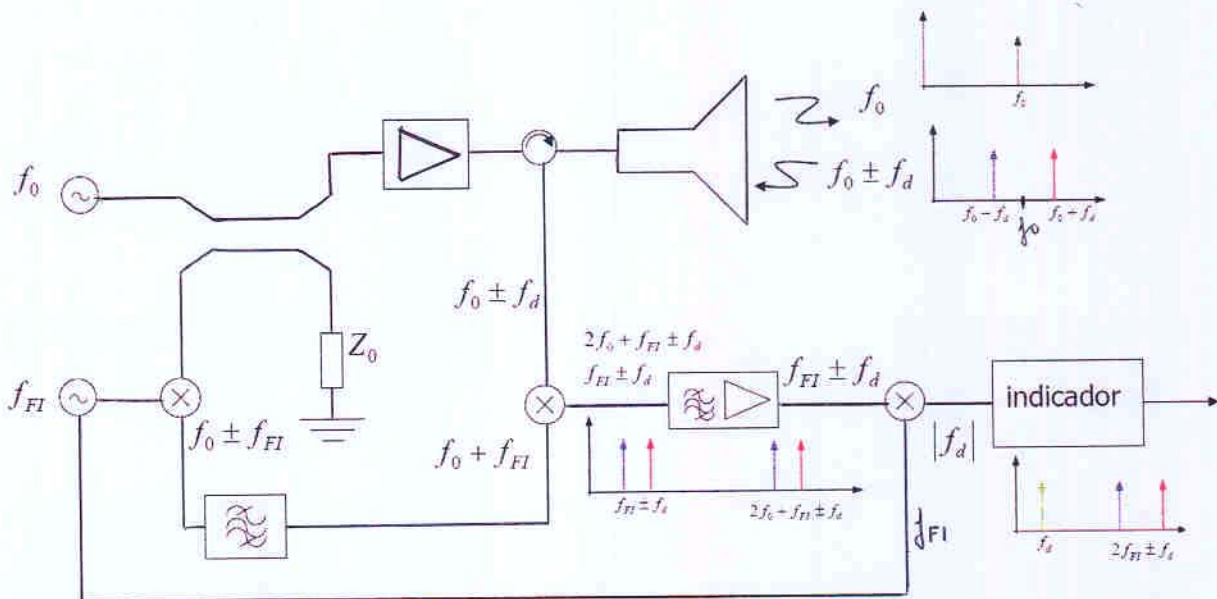 f₀
f₀
f₀
f₀ ± f_d
f₀ − f_d
f₀ + f_d
f₀
Z₀
f₀ ± f_d
f_FI
f₀ ± f_FI
f₀ + f_FI
2f₀ + f_FI ± f_d
f_FI ± f_d
f_FI ± f_d
f_FI ± f_d
2f₀ + f_FI ± f_d
indicador
|f_d|
f_FI
f_d
2f_FI ± f_d